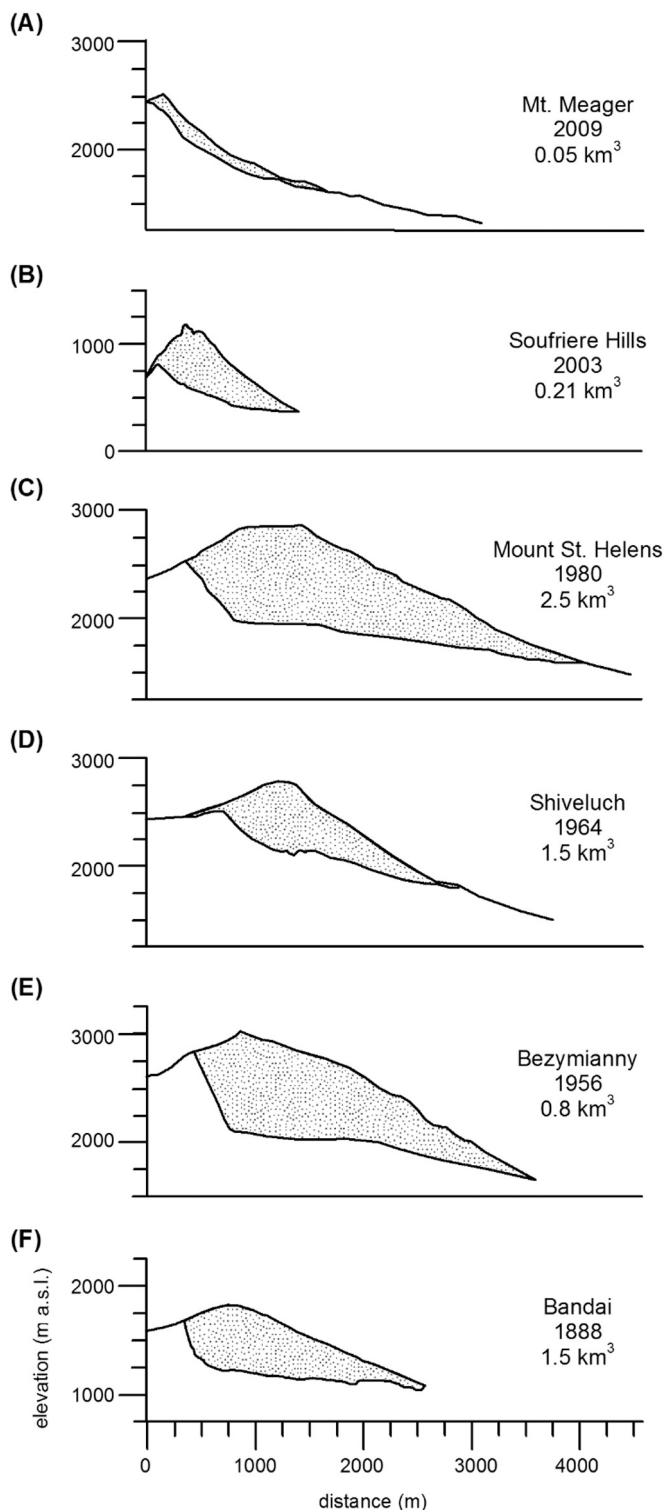 (A)
3000
2000
Mt. Meager
2009
0.05 km³
(B)
1000
0
Soufriere Hills
2003
0.21 km³
(C)
3000
2000
Mount St. Helens
1980
2.5 km³
(D)
3000
2000
Shiveluch
1964
1.5 km³
(E)
3000
2000
Bezymianny
1956
0.8 km³
(F)
2000
1000
elevation (m a.s.l.)
Bandai
1888
1.5 km³
0 1000 2000 3000 4000
distance (m)